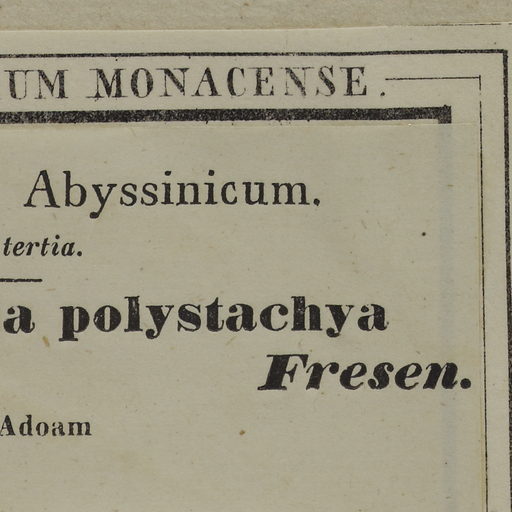 UM MONACENSE.
Abyssinicum.
tertia.
a polystachya
Fresen.
Adoam